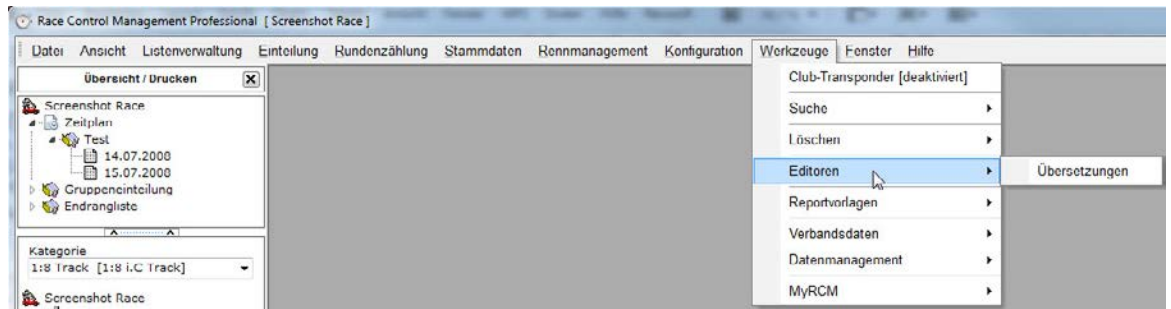 Race Control Management Professional [ Screenshot Race ]
Datei Ansicht Listenverwaltung Einteilung Rundenzählung Stammdaten Rennmanagement Konfiguration Werkzeuge Fenster Hilfe
Übersicht / Drucken
Club-Transponder [deaktiviert]
Screenshot Race
Suche
Zeitplan
Test
Löschen
14.07.2008
15.07.2008
Editoren
Übersetzungen
Gruppeneinteilung
Endrangliste
Reportvorlagen
Verbandsdaten
Kategorie
1:8 Track [1:8 i.C Track]
Datenmanagement
MyRCM
Screenshot Race